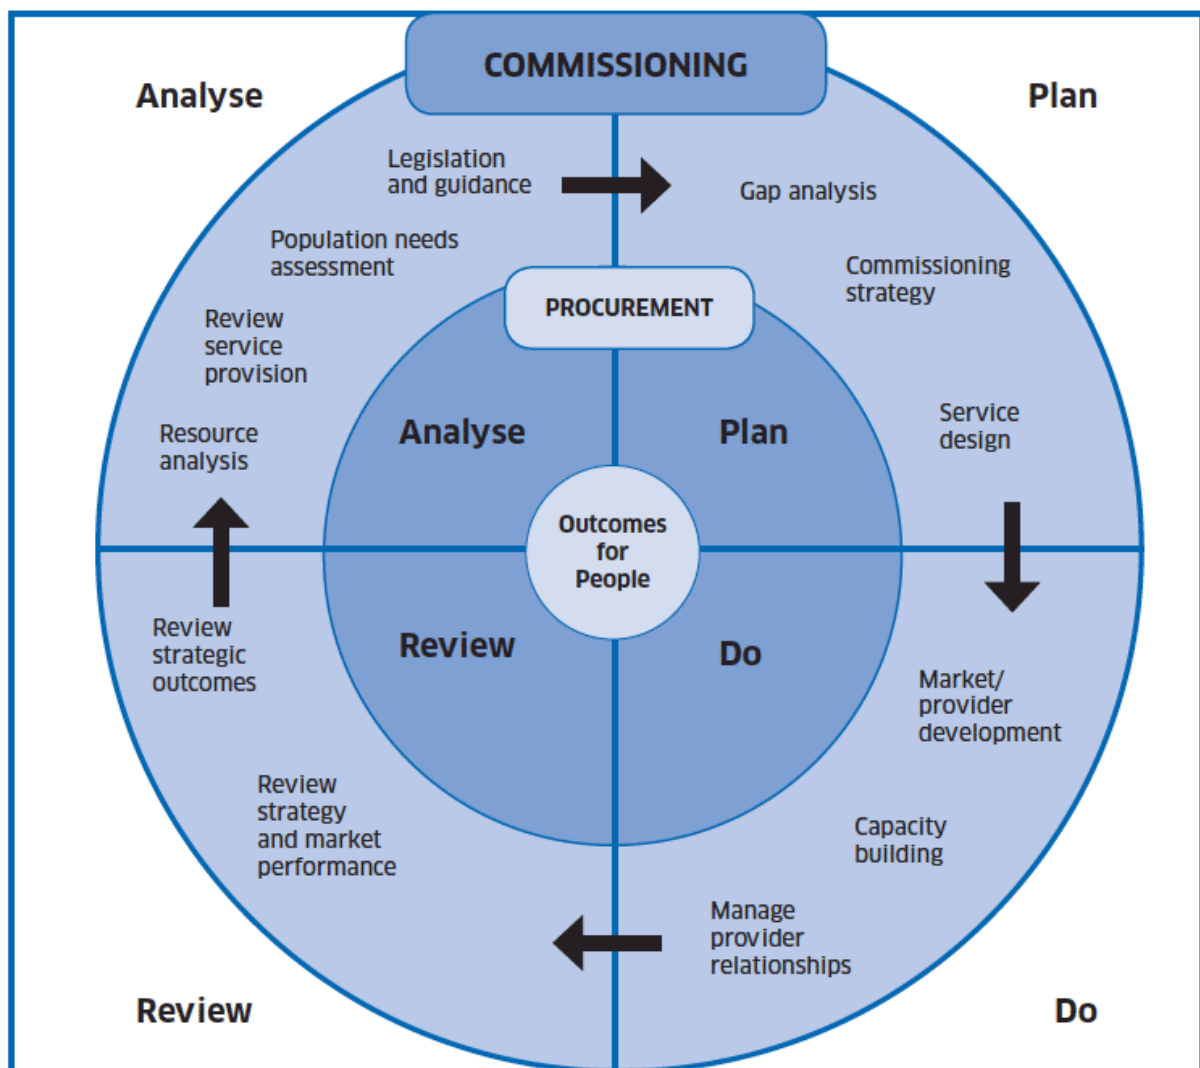 COMMISSIONING
Analyse
Plan
Legislation
and guidance
Gap analysis
Population needs
assessment
Commissioning
strategy
Review
service
provision
PROCUREMENT
Resource
analysis
Analyse
Plan
Service
design
Outcomes
for
People
Review
strategic
outcomes
Review
Do
Market/
provider
development
Review
strategy
and market
performance
Capacity
building
Manage
provider
relationships
Review
Do